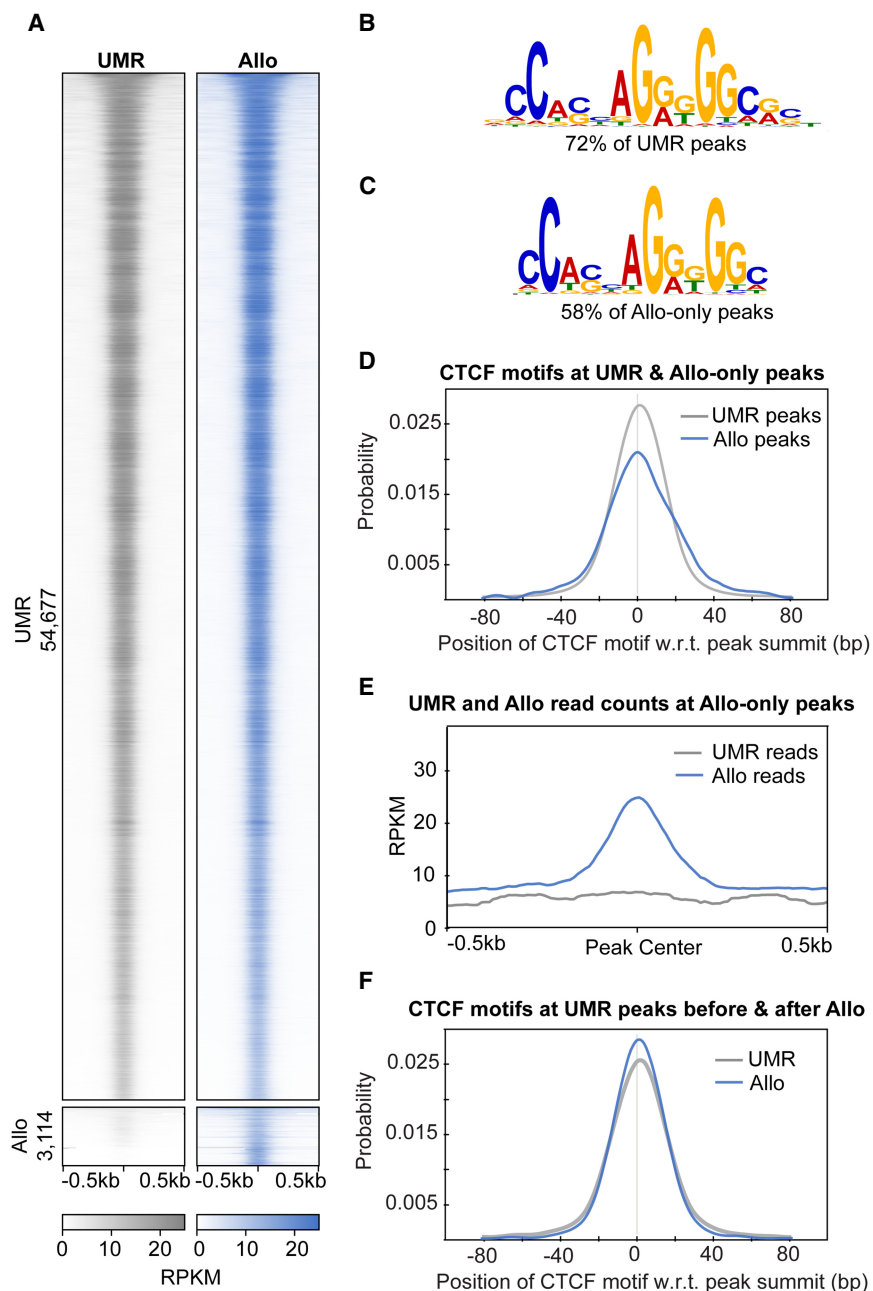 A
UMR
Allo
UMR
54,677
Allo
3,114
-0.5kb
0.5kb
-0.5kb
0.5kb
0
10
20
0
10
20
RPKM
B
72% of UMR peaks
C
58% of Allo-only peaks
D
CTCF motifs at UMR & Allo-only peaks
Probability
0.025
0.015
0.005
UMR peaks
Allo peaks
-80
-40
0
40
80
Position of CTCF motif w.r.t. peak summit (bp)
E
UMR and Allo read counts at Allo-only peaks
RPKM
30
20
10
0
UMR reads
Allo reads
-0.5kb
Peak Center
0.5kb
F
CTCF motifs at UMR peaks before & after Allo
Probability
0.025
0.015
0.005
UMR
Allo
-80
-40
0
40
80
Position of CTCF motif w.r.t. peak summit (bp)